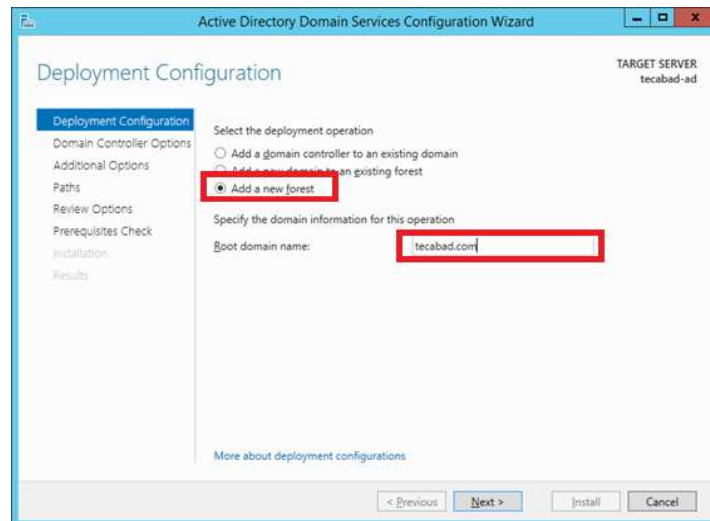 Active Directory Domain Services Configuration Wizard
Deployment Configuration
TARGET SERVER
tecabad-ad
Deployment Configuration
Domain Controller Options
Additional Options
Paths
Review Options
Prerequisites Check
Installation
Results
Select the deployment operation
Add a domain controller to an existing domain
Add a new domain to an existing forest
Add a new forest
Specify the domain information for this operation
Root domain name:
tecabad.com
More about deployment configurations
< Previous
Next >
Install
Cancel